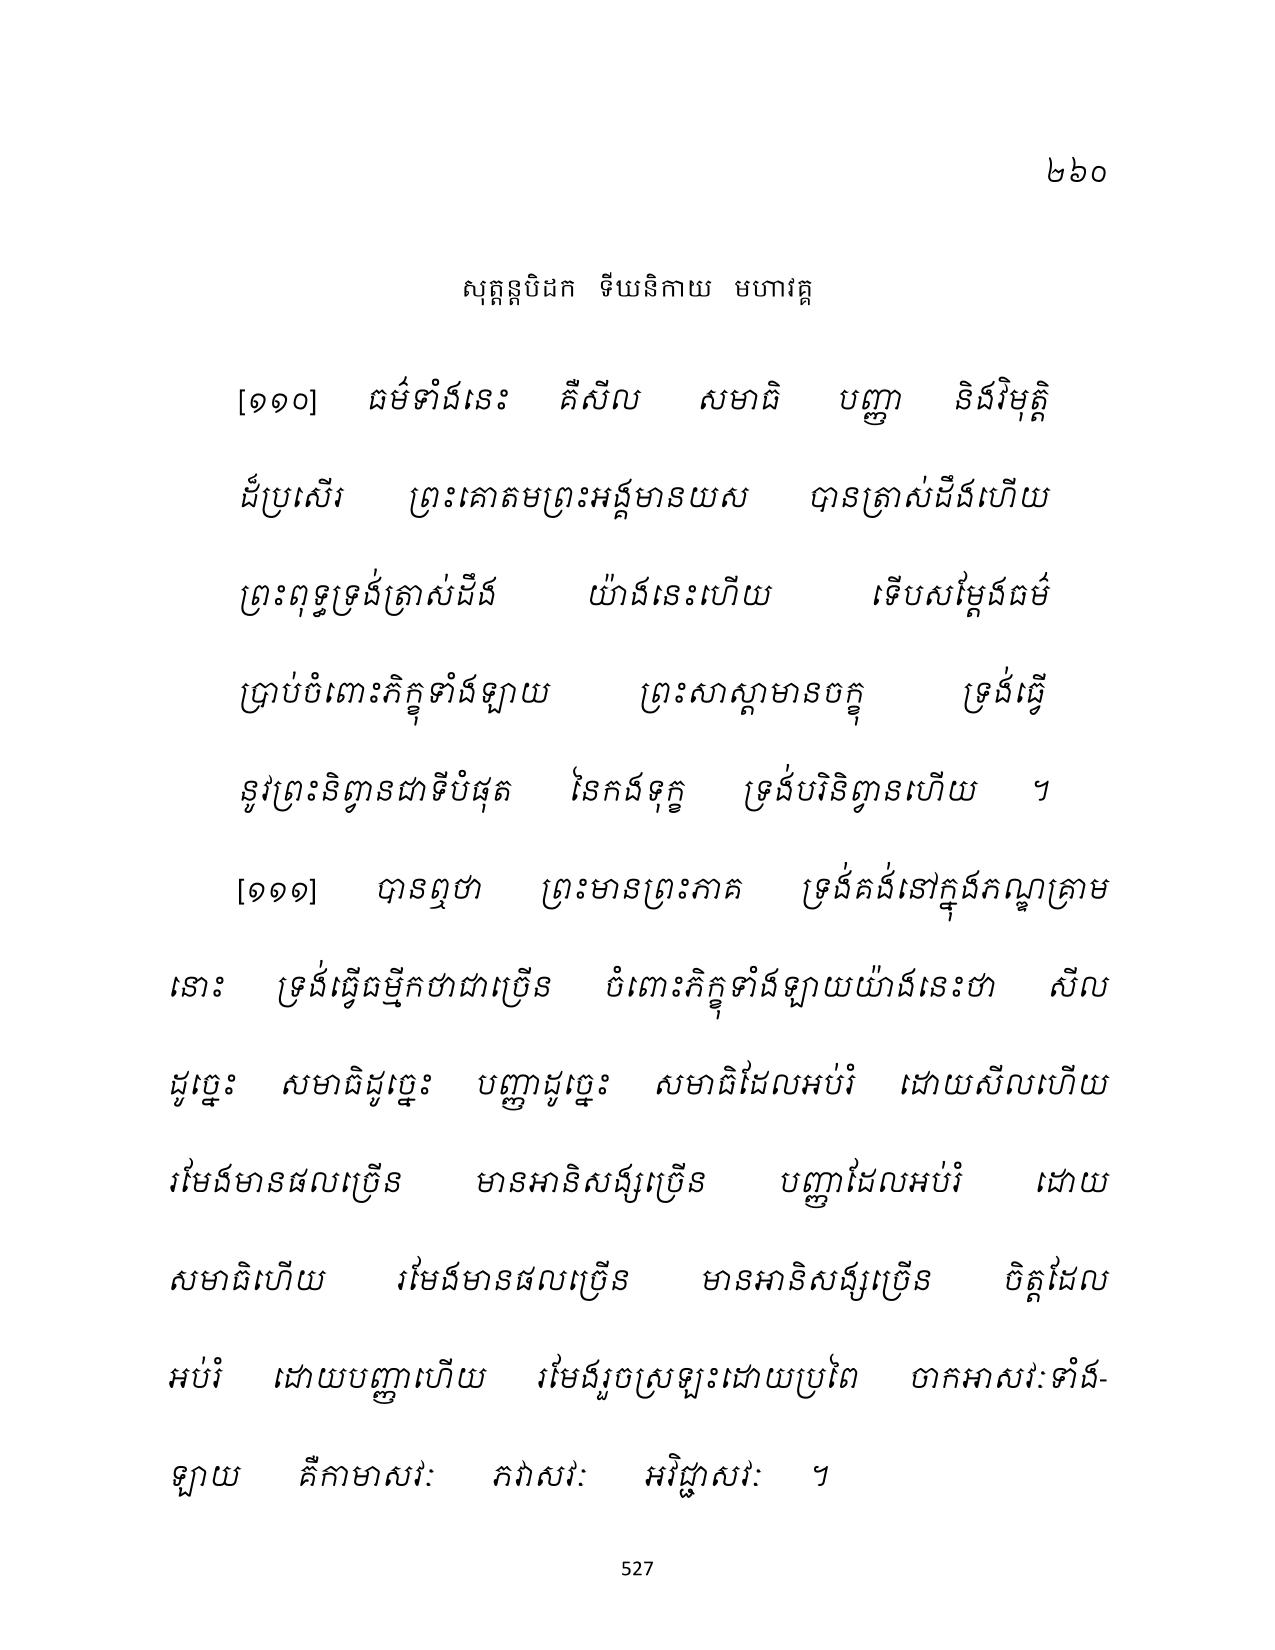 ២៦០
សុត្តន្តបិដក ទីឃនិកាយ មហាវគ្គ
[១១០] ធម៌ទាំងនេះ គឺសីល សមាធិ បញ្ញា និងវិមុត្តិ
ដ៏ប្រសើរ ព្រះគោតមព្រះអង្គមានយស បានត្រាស់ដឹងហើយ
ព្រះពុទ្ធទ្រង់ត្រាស់ដឹង យ៉ាងនេះហើយ ទើបសម្តែងធម៌
ប្រាប់ចំពោះភិក្ខុទាំងឡាយ ព្រះសាស្តាមានចក្ខុ ទ្រង់ធ្វើ
នូវព្រះនិព្វានជាទីបំផុត នៃកងទុក្ខ ទ្រង់បរិនិព្វានហើយ ។
[១១១] បានឮថា ព្រះមានព្រះភាគ ទ្រង់គង់នៅក្នុងភណ្ឌគ្រាម
នោះ ទ្រង់ធ្វើធម្មីកថាជាច្រើន ចំពោះភិក្ខុទាំងឡាយយ៉ាងនេះថា សីល
ដូច្នេះ សមាធិដូច្នេះ បញ្ញាដូច្នេះ សមាធិដែលអប់រំ ដោយសីលហើយ
រមែងមានផលច្រើន មានអានិសង្សច្រើន បញ្ញាដែលអប់រំ ដោយ
សមាធិហើយ រមែងមានផលច្រើន មានអានិសង្សច្រើន ចិត្តដែល
អប់រំ ដោយបញ្ញាហើយ រមែងរួចស្រឡះដោយប្រពៃ ចាកអាសវៈទាំង-
ឡាយ គឺកាមាសវៈ ភវាសវៈ អវិជ្ជាសវៈ ។
527